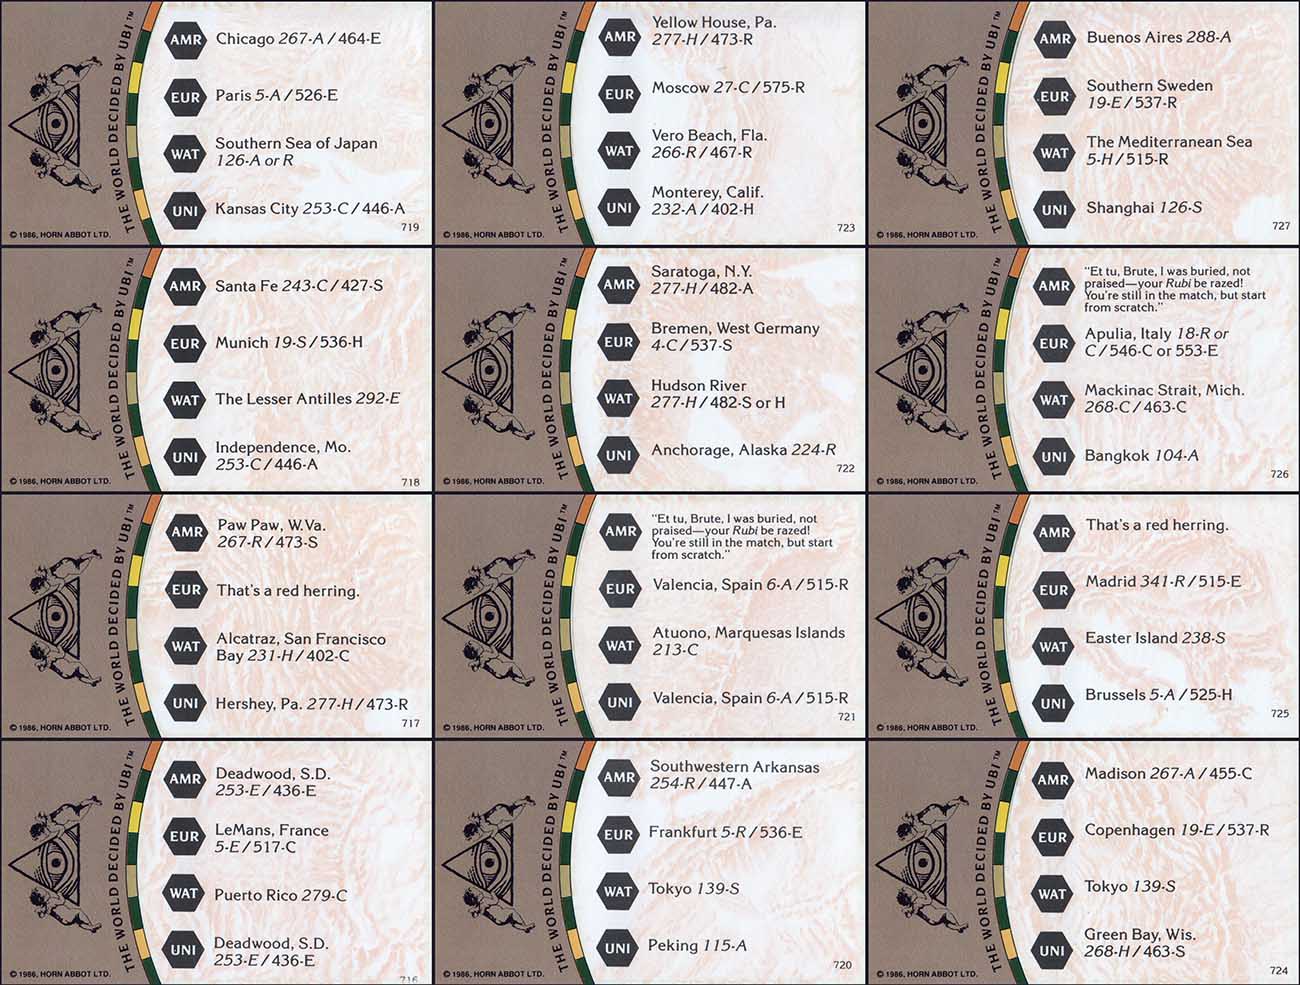 THE WORLD DECIDED BY UBI™
AMR
Chicago 267-A / 464-E
EUR
Paris 5-A / 526-E
WAT
Southern Sea of Japan
126-A or R
UNI
Kansas City 253-C / 446-A
© 1986, HORN ABBOT LTD.
719
THE WORLD DECIDED BY UBI™
AMR
Yellow House, Pa.
277-H / 473-R
EUR
Moscow 27-C / 575-R
WAT
Vero Beach, Fla.
266-R / 467-R
UNI
Monterey, Calif.
232-A / 402-H
© 1986, HORN ABBOT LTD.
723
THE WORLD DECIDED BY UBI™
AMR
Buenos Aires 288-A
EUR
Southern Sweden
19-E / 537-R
WAT
The Mediterranean Sea
5-H / 515-R
UNI
Shanghai 126-S
© 1986, HORN ABBOT LTD.
727
THE WORLD DECIDED BY UBI™
AMR
Santa Fe 243-C / 427-S
EUR
Munich 19-S / 536-H
WAT
The Lesser Antilles 292-E
UNI
Independence, Mo.
253-C / 446-A
© 1986, HORN ABBOT LTD.
718
THE WORLD DECIDED BY UBI™
AMR
Saratoga, N.Y.
277-H / 482-A
EUR
Bremen, West Germany
4-C / 537-S
WAT
Hudson River
277-H / 482-S or H
UNI
Anchorage, Alaska 224-R
© 1986, HORN ABBOT LTD.
722
THE WORLD DECIDED BY UBI™
AMR
"Et tu, Brute, I was buried, not
praised—your Rubi be razed!
You're still in the match, but start
from scratch."
EUR
Apulia, Italy 18-R or
C / 546-C or 553-E
WAT
Mackinac Strait, Mich.
268-C / 463-C
UNI
Bangkok 104-A
© 1986, HORN ABBOT LTD.
726
THE WORLD DECIDED BY UBI™
AMR
Paw Paw, W.Va.
267-R / 473-S
EUR
That's a red herring.
WAT
Alcatraz, San Francisco
Bay 231-H / 402-C
UNI
Hershey, Pa. 277-H / 473-R
© 1986, HORN ABBOT LTD.
717
THE WORLD DECIDED BY UBI™
AMR
"Et tu, Brute, I was buried, not
praised—your Rubi be razed!
You're still in the match, but start
from scratch."
EUR
Valencia, Spain 6-A / 515-R
WAT
Atuono, Marquesas Islands
213-C
UNI
Valencia, Spain 6-A / 515-R
© 1986, HORN ABBOT LTD.
721
THE WORLD DECIDED BY UBI™
AMR
That's a red herring.
EUR
Madrid 341-R / 515-E
WAT
Easter Island 238-S
UNI
Brussels 5-A / 525-H
© 1986, HORN ABBOT LTD.
725
THE WORLD DECIDED BY UBI™
AMR
Deadwood, S.D.
253-E / 436-E
EUR
LeMans, France
5-E / 517-C
WAT
Puerto Rico 279-C
UNI
Deadwood, S.D.
253-E / 436-E
© 1986, HORN ABBOT LTD.
716
THE WORLD DECIDED BY UBI™
AMR
Southwestern Arkansas
254-R / 447-A
EUR
Frankfurt 5-R / 536-E
WAT
Tokyo 139-S
UNI
Peking 115-A
© 1986, HORN ABBOT LTD.
720
THE WORLD DECIDED BY UBI™
AMR
Madison 267-A / 455-C
EUR
Copenhagen 19-E / 537-R
WAT
Tokyo 139-S
UNI
Green Bay, Wis.
268-H / 463-S
© 1986, HORN ABBOT LTD.
724